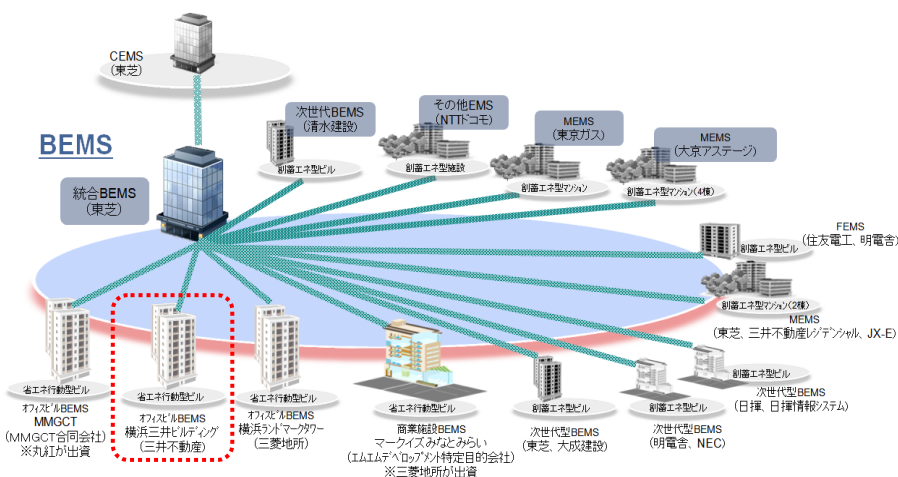 CEMS
(東芝)
BEMS
統合BEMS
(東芝)
次世代BEMS
(清水建設)
創蓄エネ型ビル
その他EMS
(NTTドコモ)
創蓄エネ型施設
MEMS
(東京ガス)
創蓄エネ型マンション
MEMS
(大京アステージ)
創蓄エネ型マンション(4棟)
FEMS
(住友電工、明電舎)
創蓄エネ型ビル
創蓄エネ型マンション(2棟)
MEMS
(東芝、三井不動産レジデンシャル、JX-E)
省エネ行動型ビル
オフィスビルBEMS
MMGCT
(MMGCT合同会社)
※丸紅が出資
省エネ行動型ビル
オフィスビルBEMS
横浜三井ビルディング
(三井不動産)
省エネ行動型ビル
オフィスビルBEMS
横浜ランドマークタワー
(三菱地所)
省エネ行動型ビル
商業施設BEMS
マークイズみなとみらい
(エムエムデベロップメント特定目的会社)
※三菱地所が出資
創蓄エネ型ビル
次世代型BEMS
(東芝、大成建設)
創蓄エネ型ビル
次世代型BEMS
(明電舎、NEC)
創蓄エネ型ビル
次世代型BEMS
(日揮、日揮情報システム)